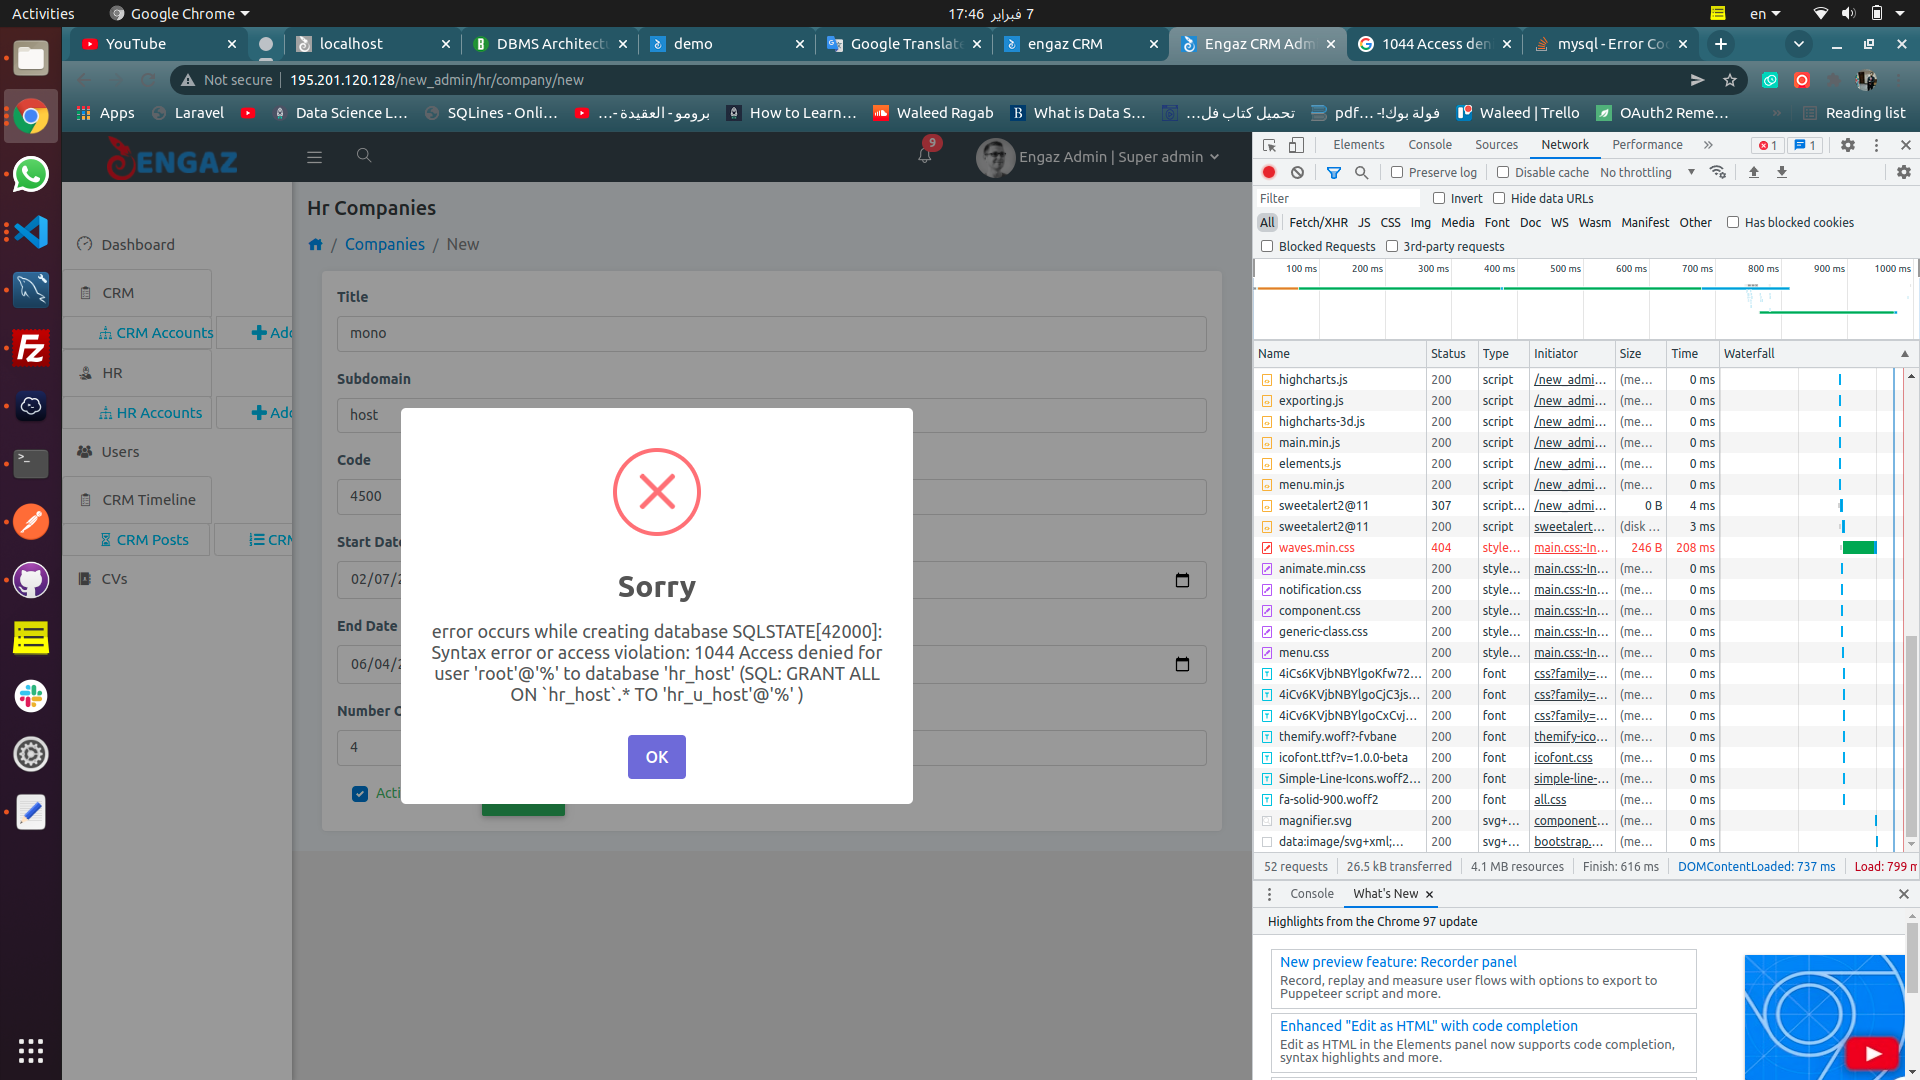 Activities
Google Chrome
7 فبراير 17:46
en
YouTube
localhost
DBMS Architect
demo
Google Translat
engaz CRM
Engaz CRM Adm
1044 Access den
mysql - Error Co
Not secure
195.201.120.128/new_admin/hr/company/new
Apps
Laravel
Data Science L...
SQLines - Onli...
برومو - العقيدة -...
How to Learn...
Waleed Ragab
What is Data S...
تحميل كتاب فل...
فولة بوك!- pdf...
Waleed | Trello
OAuth2 Reme...
Reading list
ENGAZ
9
Engaz Admin | Super admin
Dashboard
CRM
CRM Accounts
Add
HR
HR Accounts
Add
Users
CRM Timeline
CRM Posts
CRM
CVs
Hr Companies
/ Companies / New
Title
mono
Subdomain
host
Code
4500
Start Date
02/07/2
End Date
06/04/2
Number O
4
Acti
Sorry
error occurs while creating database SQLSTATE[42000]:
Syntax error or access violation: 1044 Access denied for
user 'root'@'%' to database 'hr_host' (SQL: GRANT ALL
ON `hr_host`.* TO 'hr_u_host'@'%' )
OK
Elements
Console
Sources
Network
Performance
1
1
Preserve log
Disable cache
No throttling
Filter
Invert
Hide data URLs
All
Fetch/XHR
JS
CSS
Img
Media
Font
Doc
WS
Wasm
Manifest
Other
Has blocked cookies
Blocked Requests
3rd-party requests
100 ms
200 ms
300 ms
400 ms
500 ms
600 ms
700 ms
800 ms
900 ms
1000 ms
Name Status Type Initiator Size Time Waterfall
highcharts.js 200 script /new_admi... (me... 0 ms
exporting.js 200 script /new_admi... (me... 0 ms
highcharts-3d.js 200 script /new_admi... (me... 0 ms
main.min.js 200 script /new_admi... (me... 0 ms
elements.js 200 script /new_admi... (me... 0 ms
menu.min.js 200 script /new_admi... (me... 0 ms
sweetalert2@11 307 script... /new_admi... 0 B 4 ms
sweetalert2@11 200 script sweetalert... (disk ... 3 ms
waves.min.css 404 style... main.css:-In... 246 B 208 ms
animate.min.css 200 style... main.css:-In... (me... 0 ms
notification.css 200 style... main.css:-In... (me... 0 ms
component.css 200 style... main.css:-In... (me... 0 ms
generic-class.css 200 style... main.css:-In... (me... 0 ms
menu.css 200 style... main.css:-In... (me... 0 ms
4iCs6KVjbNBYlgoKfw72... 200 font css?family=... (me... 0 ms
4iCv6KVjbNBYlgoCjC3js... 200 font css?family=... (me... 0 ms
4iCv6KVjbNBYlgoCxCvj... 200 font css?family=... (me... 0 ms
themify.woff?-fvbane 200 font themify-ico... (me... 0 ms
icofont.ttf?v=1.0.0-beta 200 font icofont.css (me... 0 ms
Simple-Line-Icons.woff2... 200 font simple-line-... (me... 0 ms
fa-solid-900.woff2 200 font all.css (me... 0 ms
magnifier.svg 200 svg+... component... (me... 0 ms
data:image/svg+xml;... 200 svg+... bootstrap.... (me... 0 ms
52 requests
26.5 kB transferred
4.1 MB resources
Finish: 616 ms
DOMContentLoaded: 737 ms
Load: 799 m
Console
What's New
Highlights from the Chrome 97 update
New preview feature: Recorder panel
Record, replay and measure user flows with options to export to
Puppeteer script and more.
Enhanced "Edit as HTML" with code completion
Edit as HTML in the Elements panel now supports code completion,
syntax highlights and more.